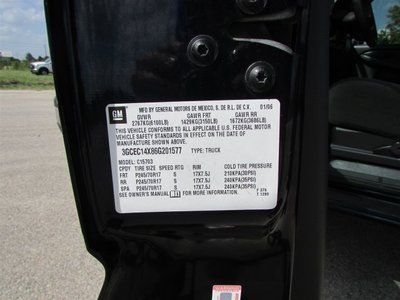 MFD BY GENERAL MOTORS DE MEXICO, S. DE R.L. DE C.V. 01/06
GM
GVWR GAWR FRT GAWR RR
2767KG(6100LB) 1429KG(3150LB) 1672KG(3686LB)
THIS VEHICLE CONFORMS TO ALL APPLICABLE U.S. FEDERAL MOTOR
VEHICLE SAFETY STANDARDS IN EFFECT ON THE DATE OF
MANUFACTURE SHOWN ABOVE.
3GCEC14X86G201577 TYPE: TRUCK
MODEL: C15703
CPDY TIRE SIZE SPEED RTG RIM COLD TIRE PRESSURE
FRT P245/70R17 S 17X7.5J 210KPA(30PSI)
RR P245/70R17 S 17X7.5J 240KPA(35PSI)
SPA P245/70R17 S 17X7.5J 240KPA(35PSI)
SEE OWNER'S MANUAL FOR MORE INFORMATION.